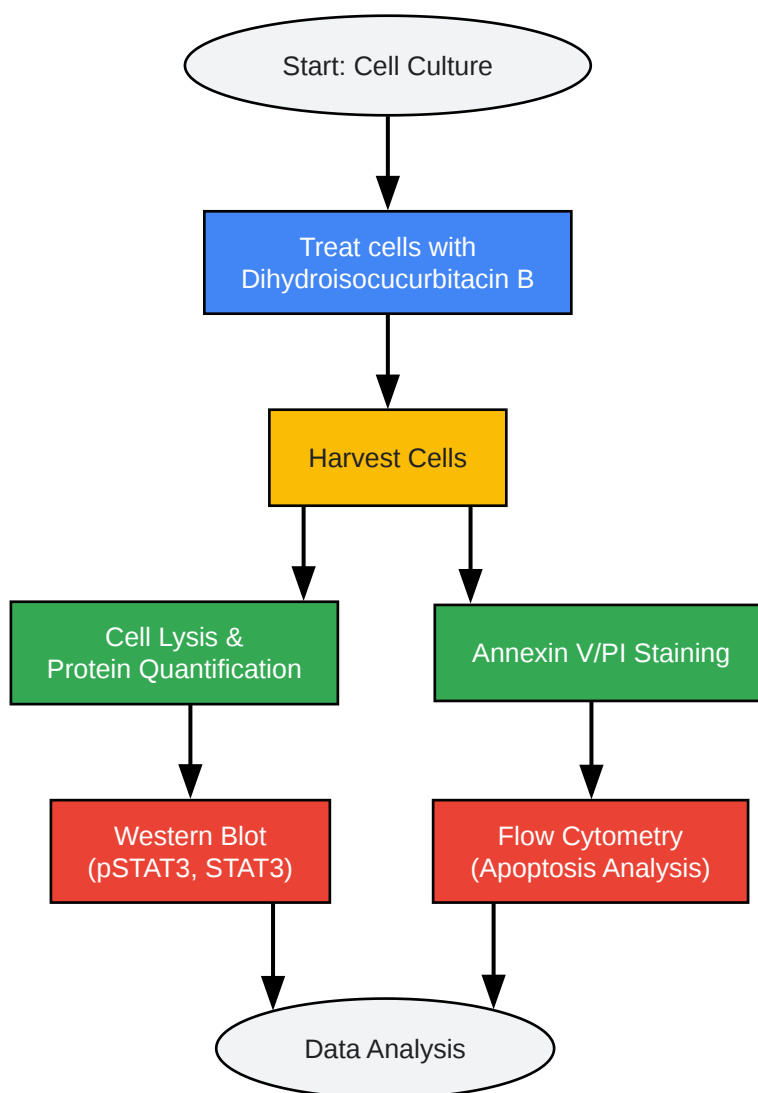 Start: Cell Culture
Treat cells with
Dihydroisocucurbitacin B
Harvest Cells
Cell Lysis &
Protein Quantification
Annexin V/PI Staining
Western Blot
(pSTAT3, STAT3)
Flow Cytometry
(Apoptosis Analysis)
Data Analysis